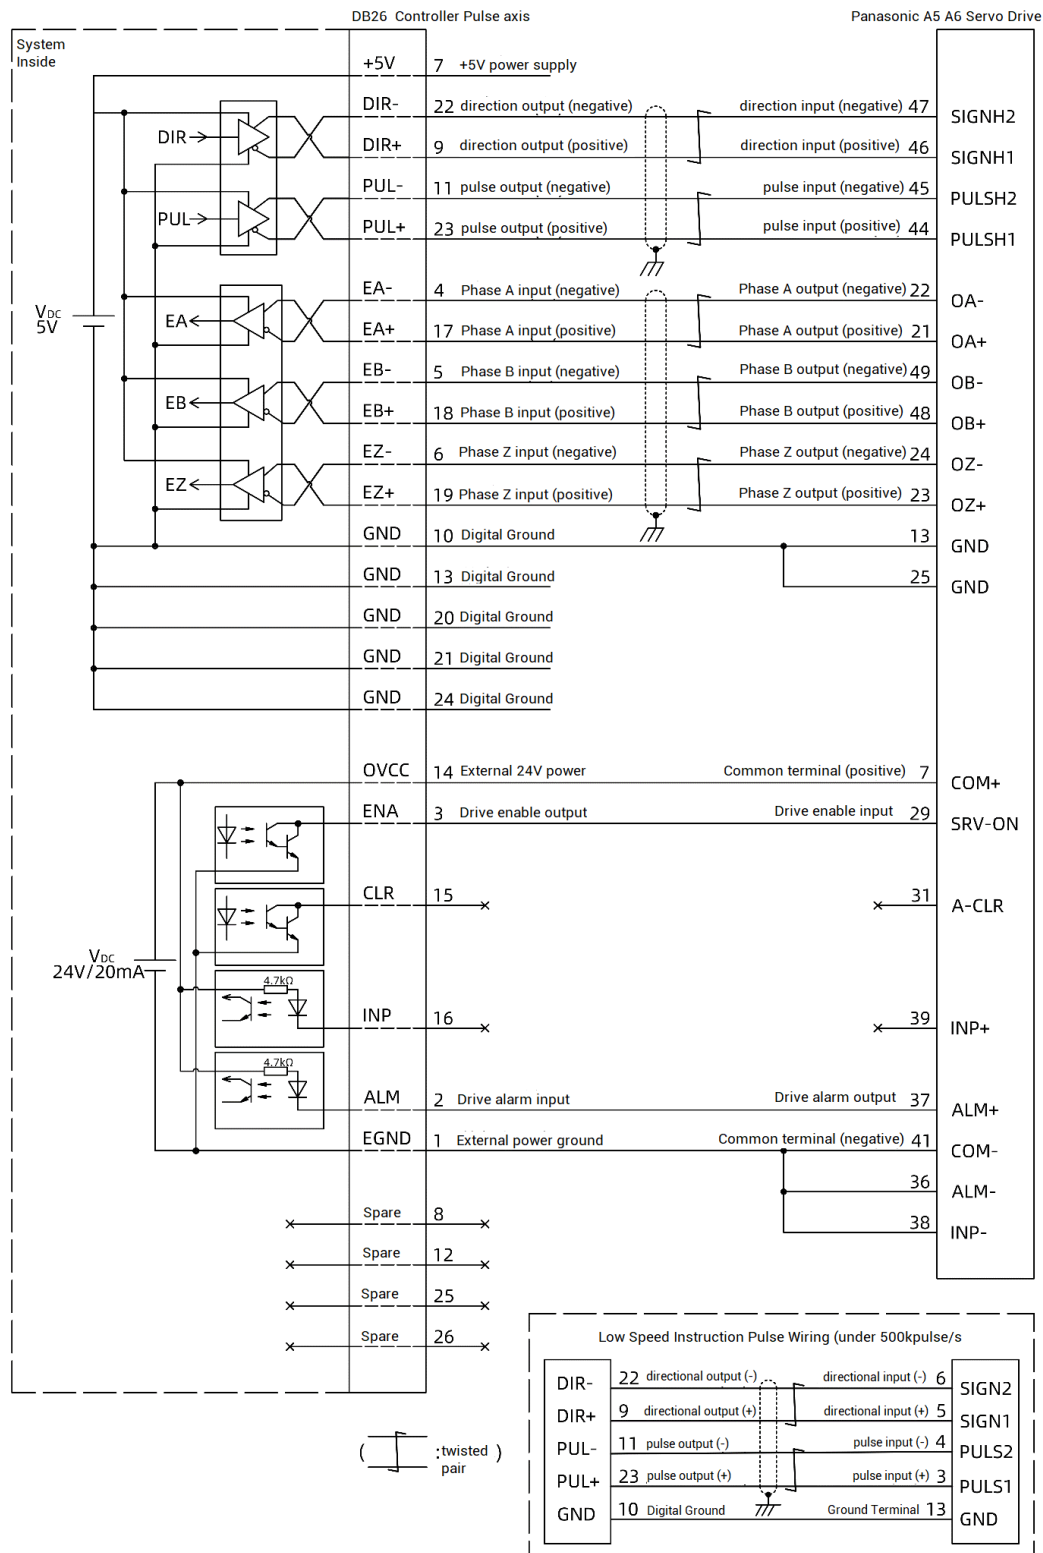 DB26 Controller Pulse axis
Panasonic A5 A6 Servo Drive
System
Inside
+5V 7 +5V power supply
DIR- 22 direction output (negative) direction input (negative) 47 SIGNH2
DIR
DIR+ 9 direction output (positive) direction input (positive) 46 SIGNH1
PUL- 11 pulse output (negative) pulse input (negative) 45 PULSH2
PUL
PUL+ 23 pulse output (positive) pulse input (positive) 44 PULSH1
EA- 4 Phase A input (negative) Phase A output (negative) 22 OA-
VDC
5V
EA
EA+ 17 Phase A input (positive) Phase A output (positive) 21 OA+
EB- 5 Phase B input (negative) Phase B output (negative) 49 OB-
EB
EB+ 18 Phase B input (positive) Phase B output (positive) 48 OB+
EZ- 6 Phase Z input (negative) Phase Z output (negative) 24 OZ-
EZ
EZ+ 19 Phase Z input (positive) Phase Z output (positive) 23 OZ+
GND 10 Digital Ground 13 GND
GND 13 Digital Ground 25 GND
GND 20 Digital Ground
GND 21 Digital Ground
GND 24 Digital Ground
OVCC 14 External 24V power Common terminal (positive) 7 COM+
ENA 3 Drive enable output Drive enable input 29 SRV-ON
CLR 15 31 A-CLR
VDC
24V/20mA
4.7kΩ
INP 16 39 INP+
4.7kΩ
ALM 2 Drive alarm input Drive alarm output 37 ALM+
EGND 1 External power ground Common terminal (negative) 41 COM-
36 ALM-
Spare 8 38 INP-
Spare 12
Spare 25
Spare 26
Low Speed Instruction Pulse Wiring (under 500kpulse/s
DIR- 22 directional output (-) directional input (-) 6 SIGN2
DIR+ 9 directional output (+) directional input (+) 5 SIGN1
PUL- 11 pulse output (-) pulse input (-) 4 PULS2
PUL+ 23 pulse output (+) pulse input (+) 3 PULS1
GND 10 Digital Ground Ground Terminal 13 GND
( :twisted )
pair